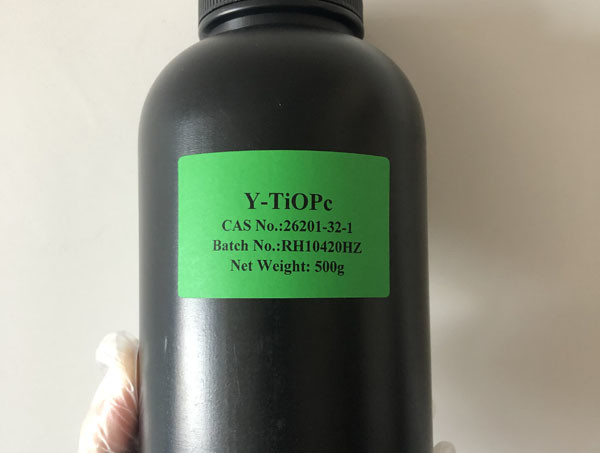 Y-TiOPc
CAS No.:26201-32-1
Batch No.:RH10420HZ
Net Weight: 500g